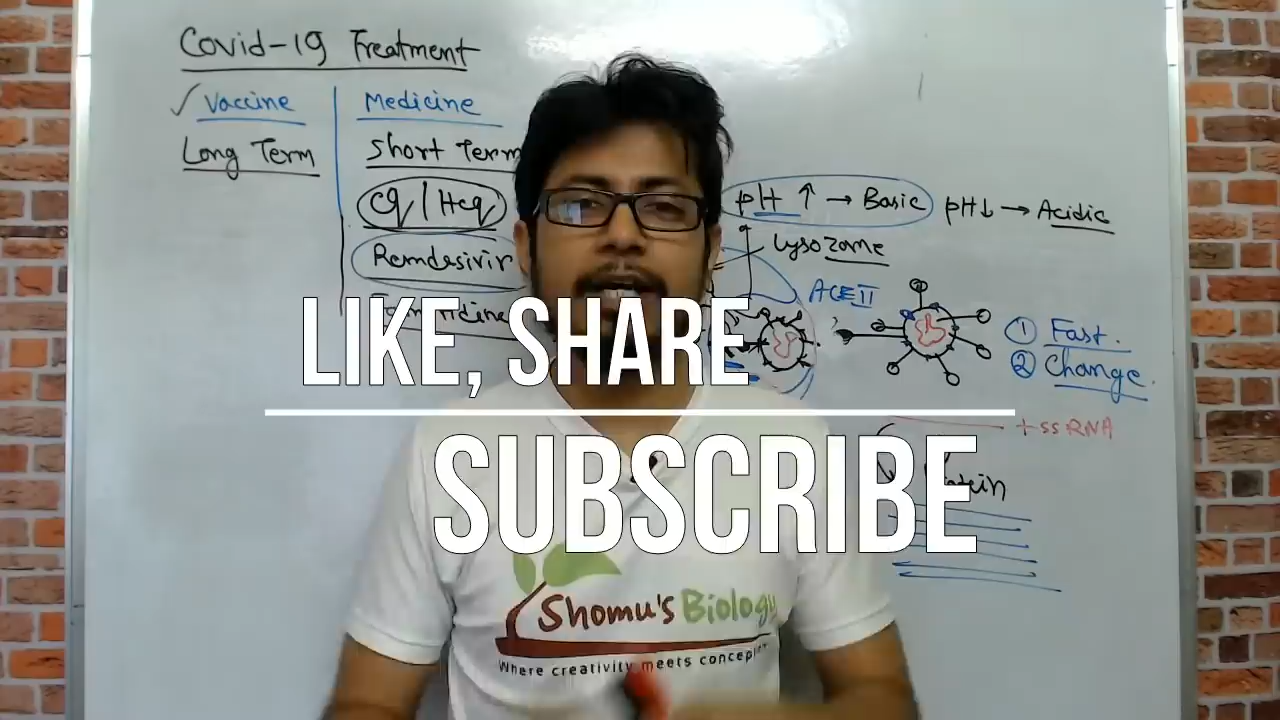 Covid-19 Treatment
✓ Vaccine
Medicine
Long Term
Short Term
Cq / Hcq
Remdesivir
pH ↑ → Basic
pH↓ → Acidic
Lysozome
ACE II
① Fast.
② Change.
+ ss RNA
LIKE, SHARE
SUBSCRIBE
Shomu's Biology
Where creativity meets concept